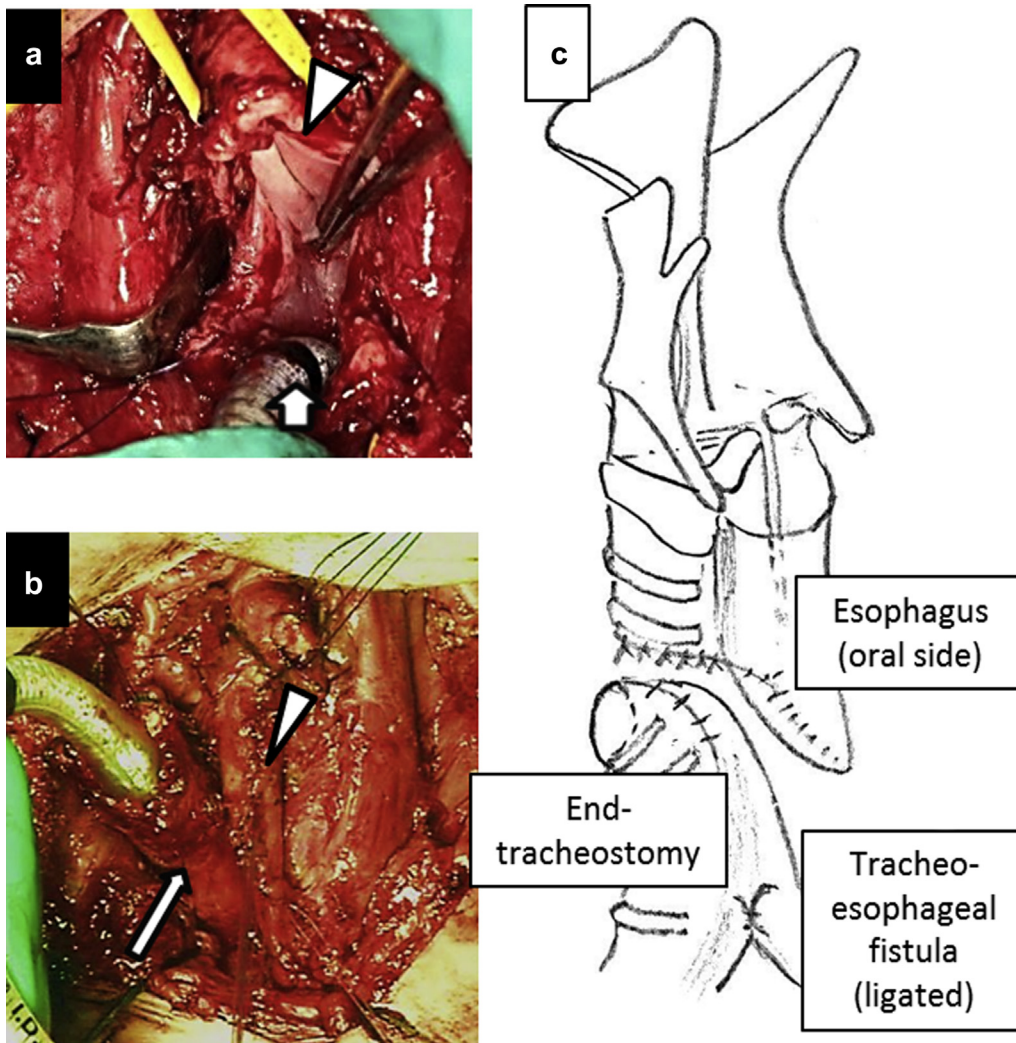 a
b
c
Esophagus
(oral side)
End-
tracheostomy
Tracheo-
esophageal
fistula
(ligated)